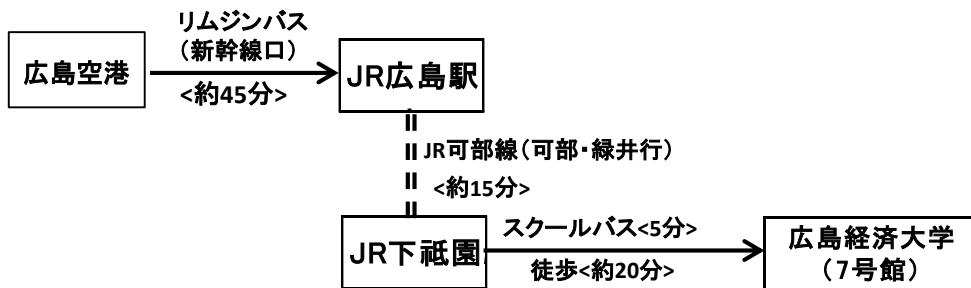 リムジンバス
(新幹線口)
広島空港
JR広島駅
<約45分>
JR可部線(可部・緑井行)
<約15分>
JR下祗園
スクールバス<5分>
徒歩<約20分>
広島経済大学
(7号館)